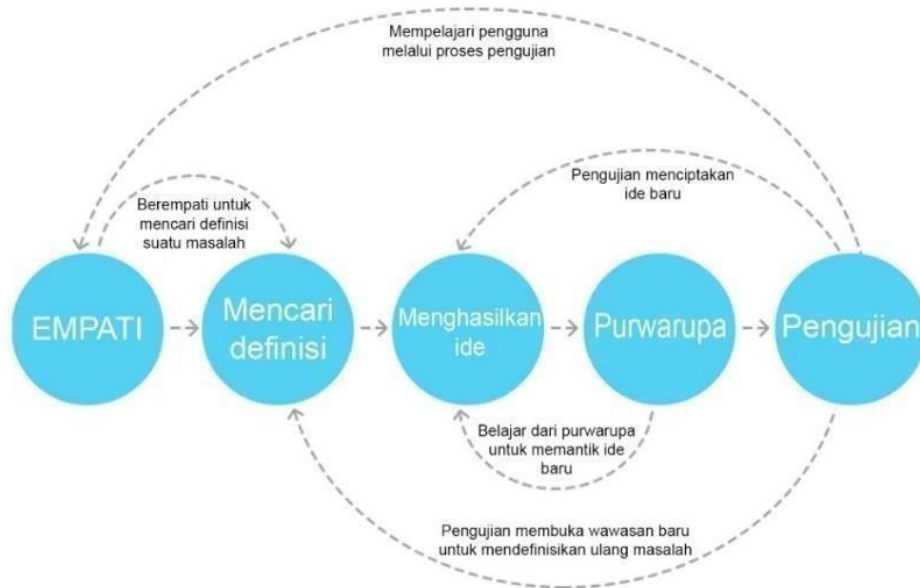 Mempelajari pengguna
melalui proses pengujian
Pengujian menciptakan
ide baru
Berempati untuk
mencari definisi
suatu masalah
EMPATI
Mencari
definisi
Menghasilkan
ide
Purwarupa
Pengujian
Belajar dari purwarupa
untuk memantik ide
baru
Pengujian membuka wawasan baru
untuk mendefinisikan ulang masalah